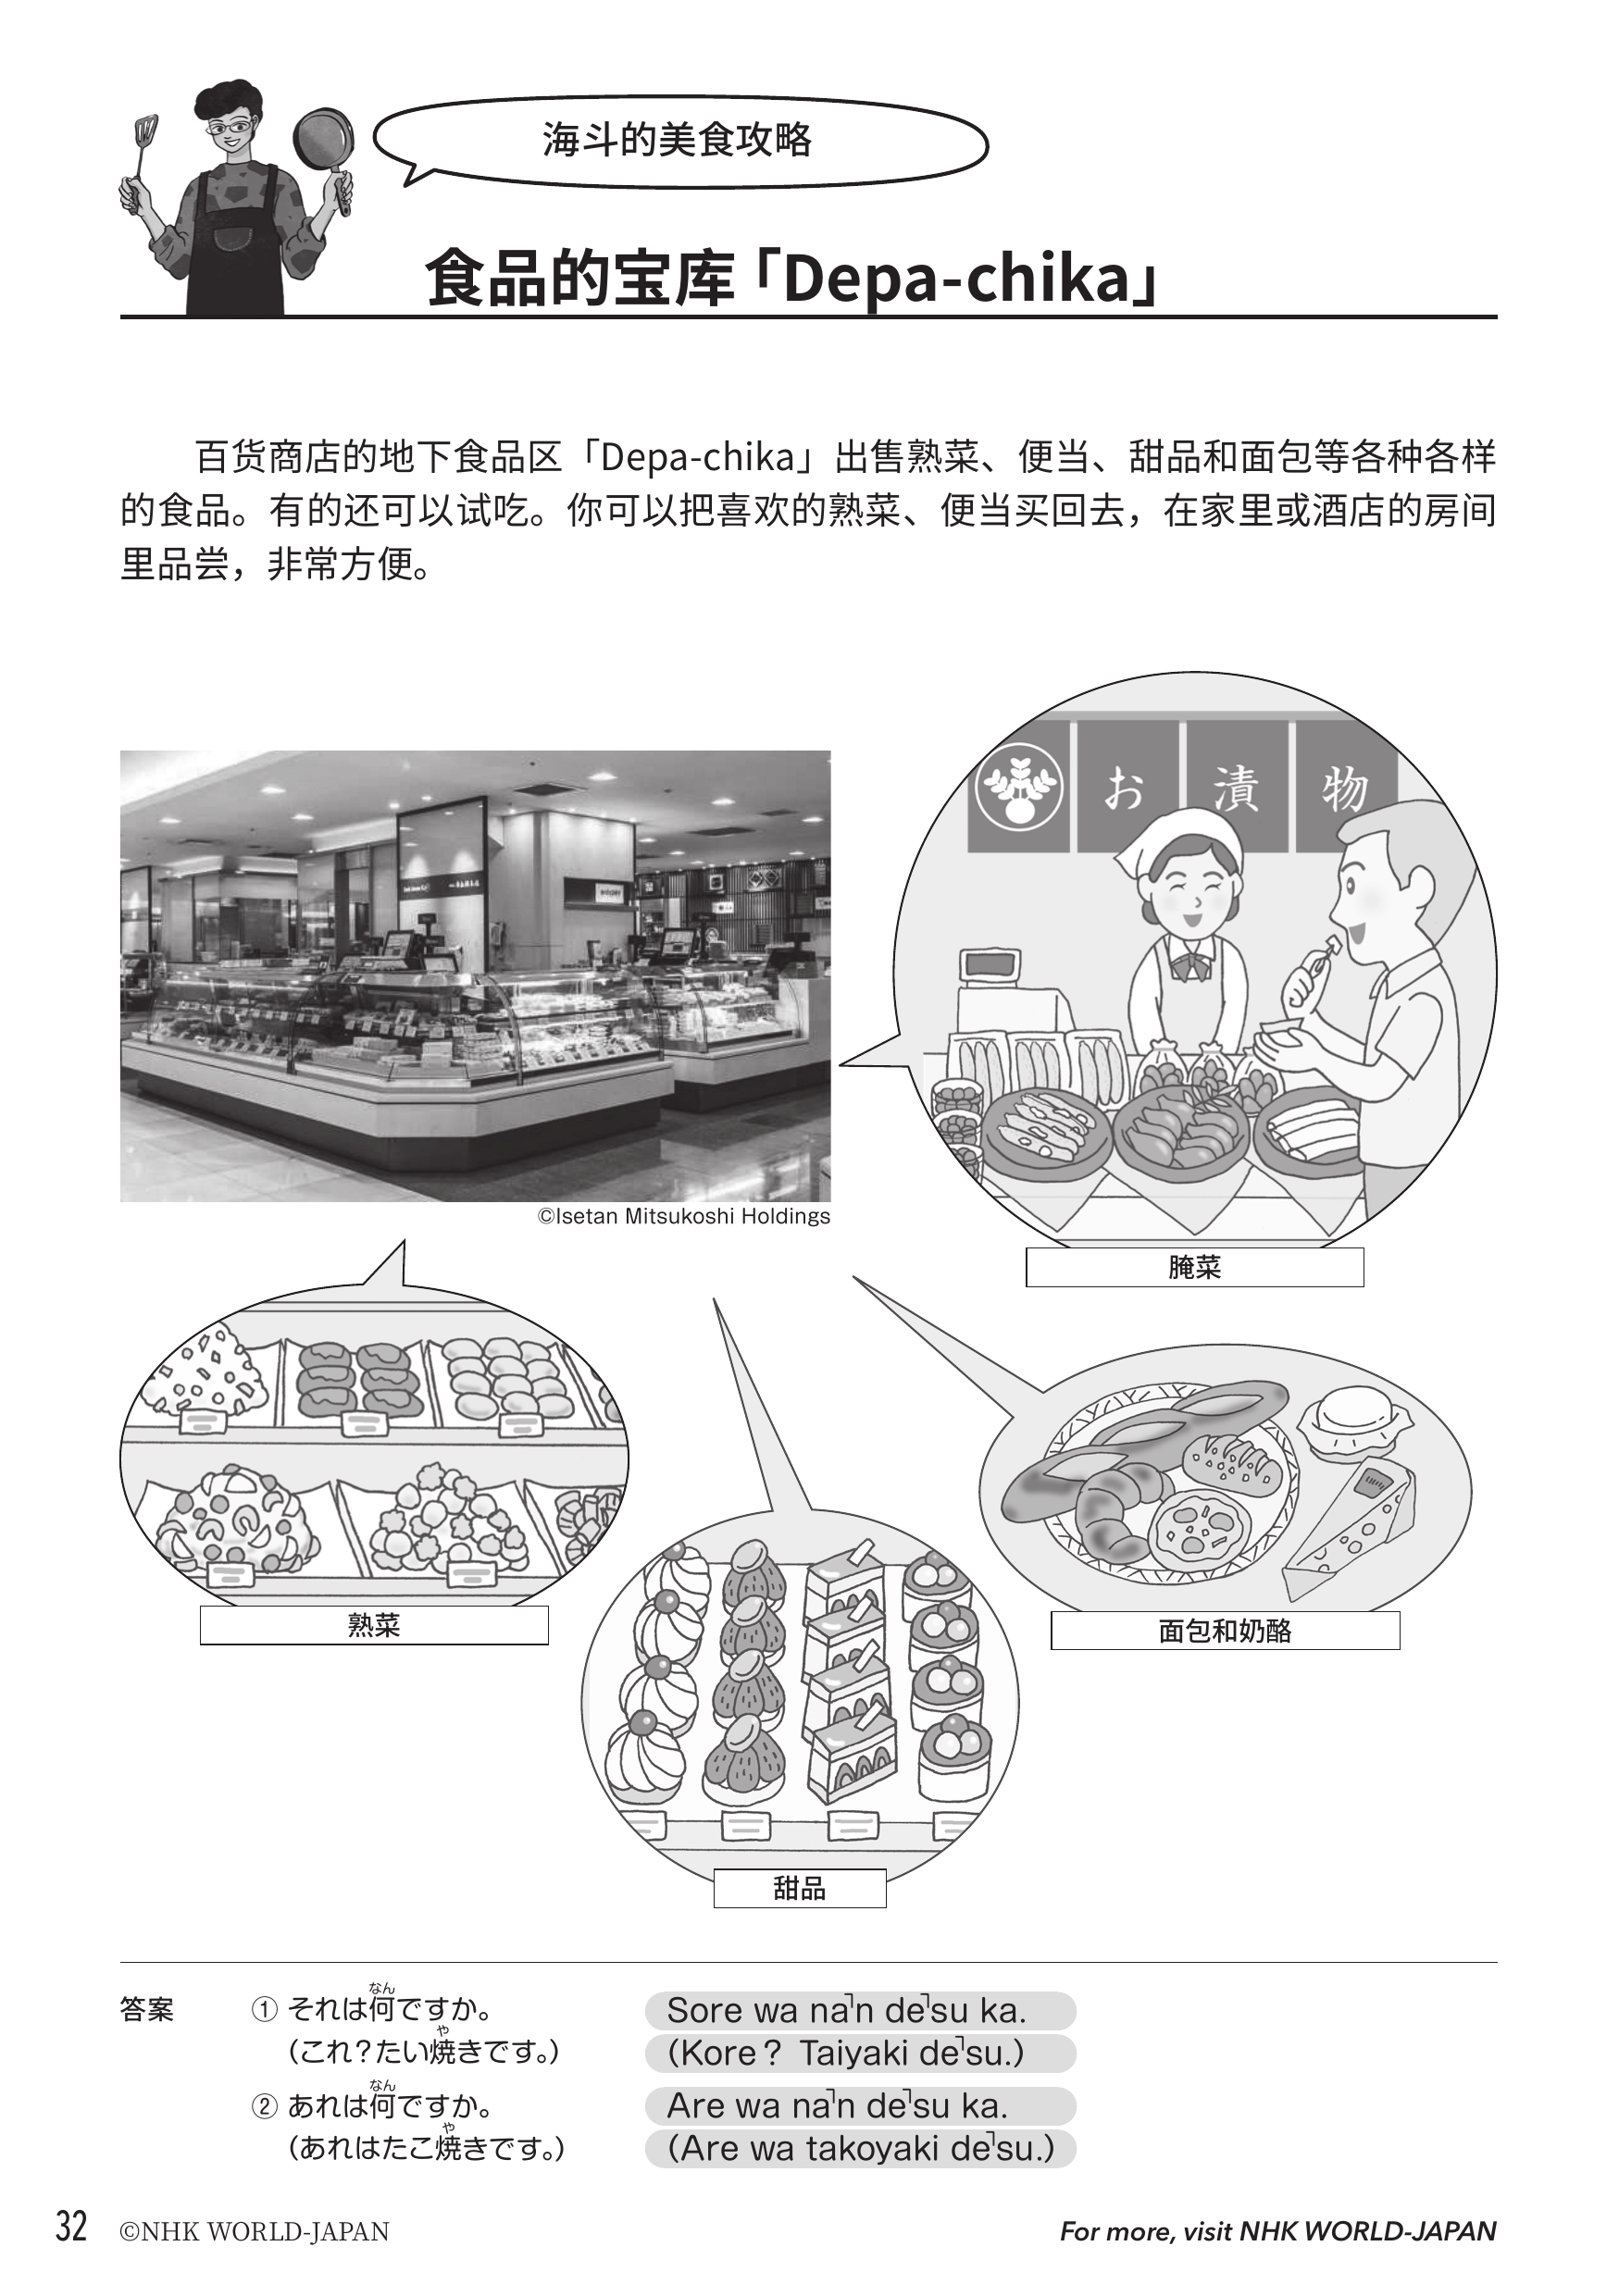 海斗的美食攻略
食品的宝库「Depa-chika」
百货商店的地下食品区「Depa-chika」出售熟菜、便当、甜品和面包等各种各样
的食品。有的还可以试吃。你可以把喜欢的熟菜、便当买回去，在家里或酒店的房间
里品尝，非常方便。
お漬物
©Isetan Mitsukoshi Holdings
腌菜
熟菜
面包和奶酪
甜品
答案
なん
① それは何ですか。 Sore wa na˥n de˥su ka.
や
（これ？たい焼きです。） (Kore？ Taiyaki de˥su.)
なん
② あれは何ですか。 Are wa na˥n de˥su ka.
や
（あれはたこ焼きです。） (Are wa takoyaki de˥su.)
32 ©NHK WORLD-JAPAN
For more, visit NHK WORLD-JAPAN